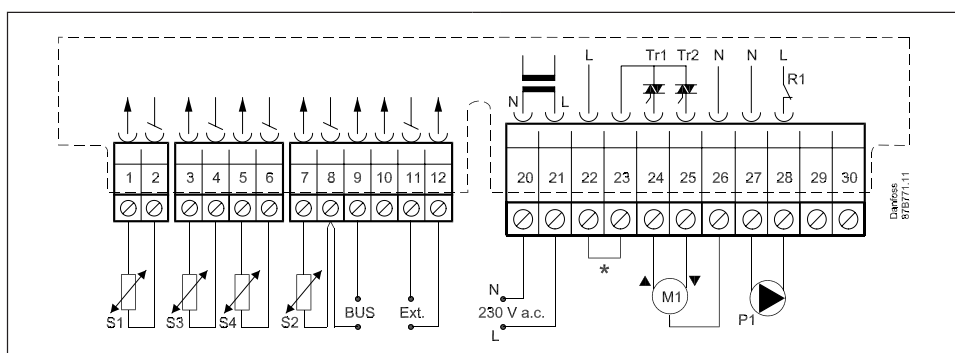 L Tr1 Tr2 N N L
R1
N L
1 2 3 4 5 6 7 8 9 10 11 12
20 21 22 23 24 25 26 27 28 29 30
Danfoss
87B771.11
*
N
S1 S3 S4 S2 BUS Ext. 230 V a.c. M1 P1
L